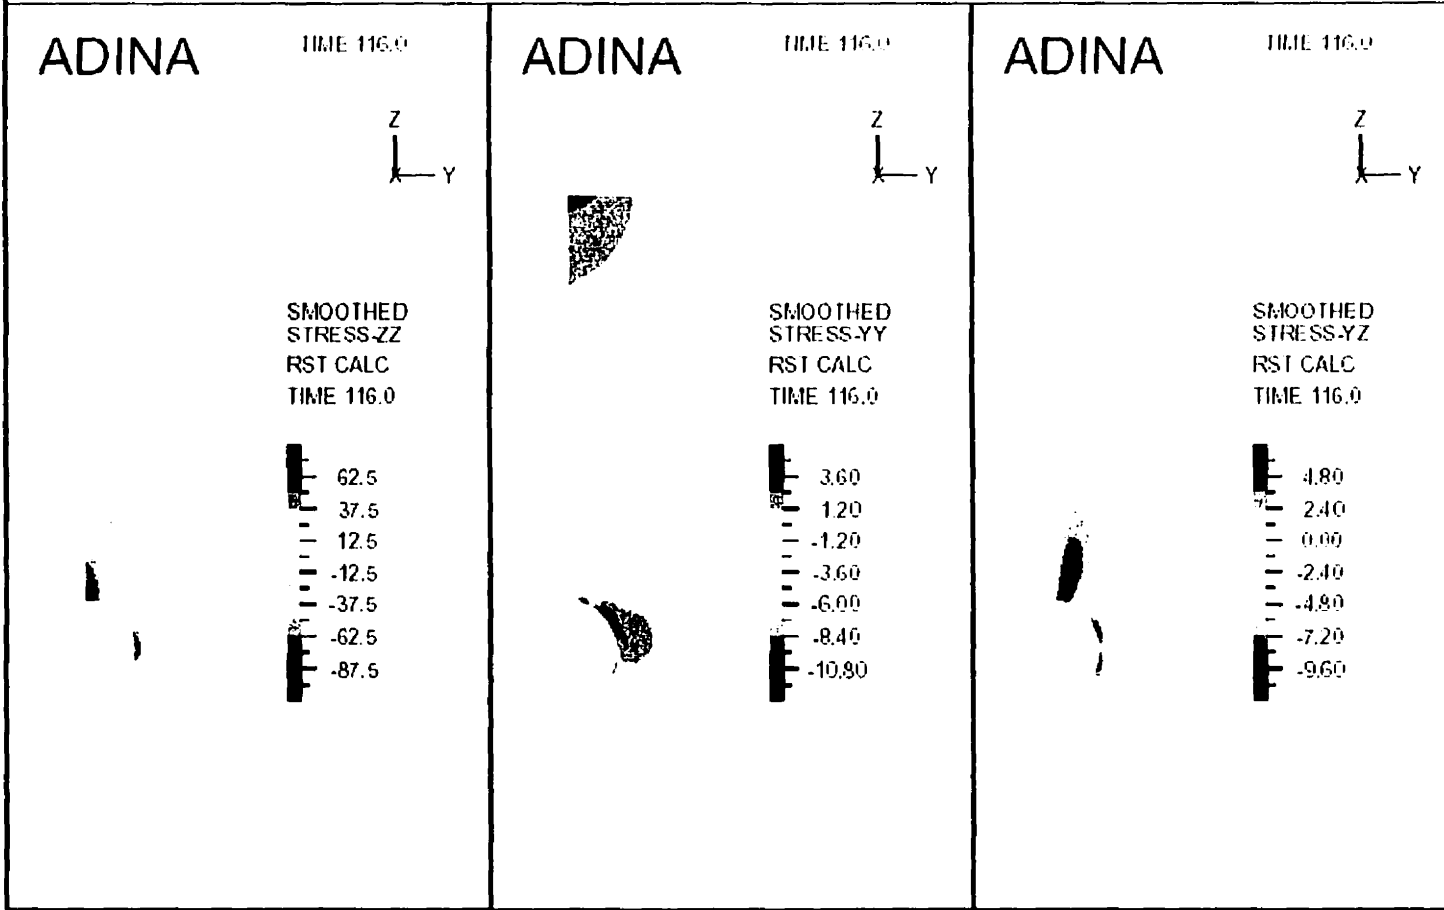 ADINA
TIME 116.0
Z
X Y
SMOOTHED
STRESS-ZZ
RST CALC
TIME 116.0
62.5
37.5
12.5
-12.5
-37.5
-62.5
-87.5
ADINA
TIME 116.0
Z
X Y
SMOOTHED
STRESS-YY
RST CALC
TIME 116.0
3.60
1.20
-1.20
-3.60
-6.00
-8.40
-10.80
ADINA
TIME 116.0
Z
X Y
SMOOTHED
STRESS-YZ
RST CALC
TIME 116.0
4.80
2.40
0.00
-2.40
-4.80
-7.20
-9.60